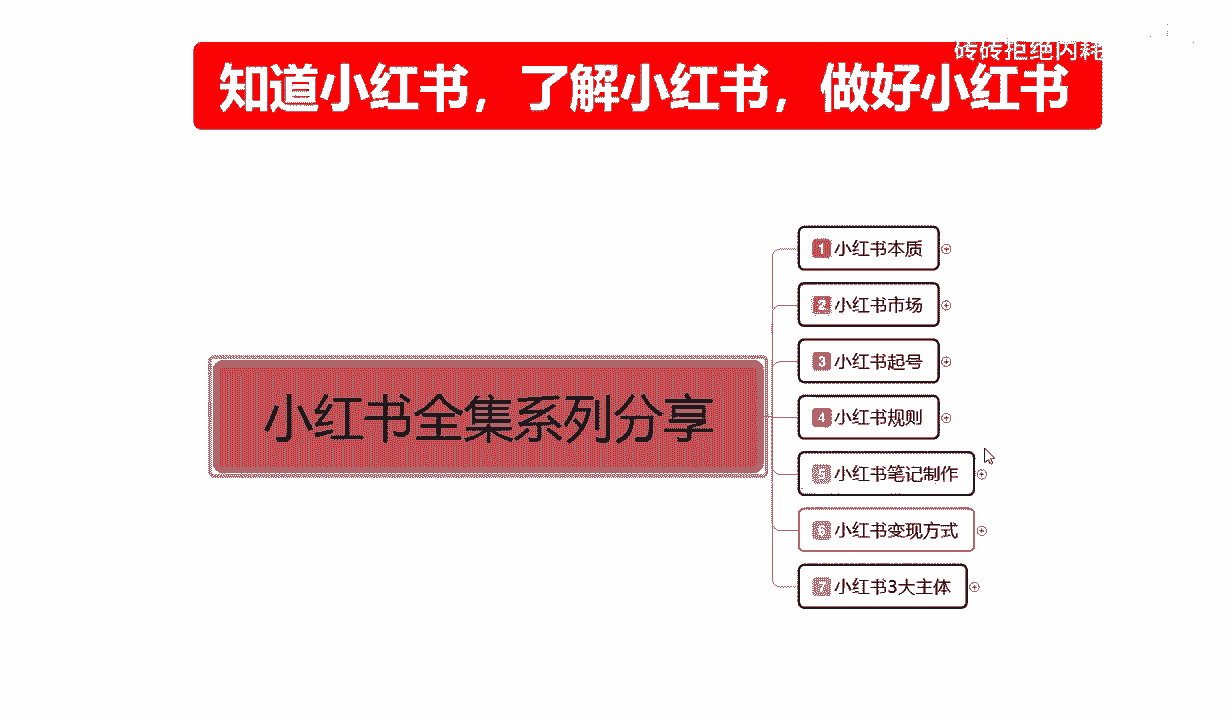 砖砖拒绝内耗
知道小红书，了解小红书，做好小红书
1 小红书本质
2 小红书市场
3 小红书起号
4 小红书规则
小红书全集系列分享
5 小红书笔记制作
6 小红书变现方式
7 小红书3大主体